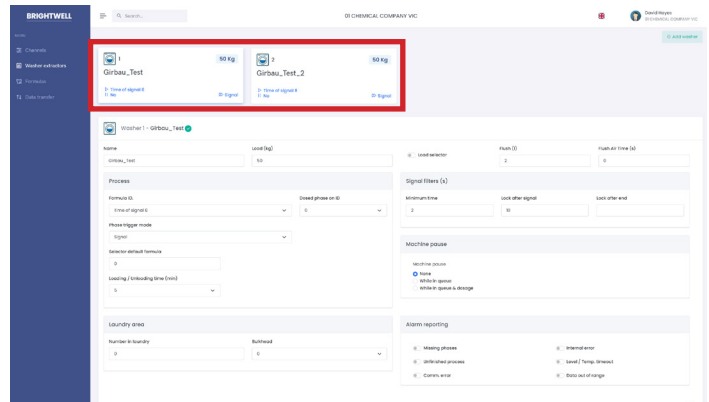 BRIGHTWELL
Search...
01 CHEMICAL COMPANY VIC
David Hayes
01 CHEMICAL COMPANY VIC
Add washer
Channels
Washer extractors
Formulas
Data transfer
1
50 Kg
Girbau_Test
Time of signal 8
No
Signal
2
50 Kg
Girbau_Test_2
Time of signal 8
No
Signal
Washer 1 - Girbau_Test
Name
Load (kg)
Load selector
Flush (l)
Flush Air Time (s)
Girbau_Test
50
2
0
Process
Formula ID.
Dosed phase on ID
Time of signal 8
0
Phase trigger mode
Signal
Selector default formula
0
Loading / Unloading time (min)
5
Signal filters (s)
Minimum time
Lock after signal
Lock after end
2
10
Machine pause
Machine pause
None
While in queue
While in queue & dosage
Laundry area
Number in laundry
Bulkhead
0
0
Alarm reporting
Missing phases
Internal error
Unfinished process
Level / Temp. timeout
Comm. error
Data out of range